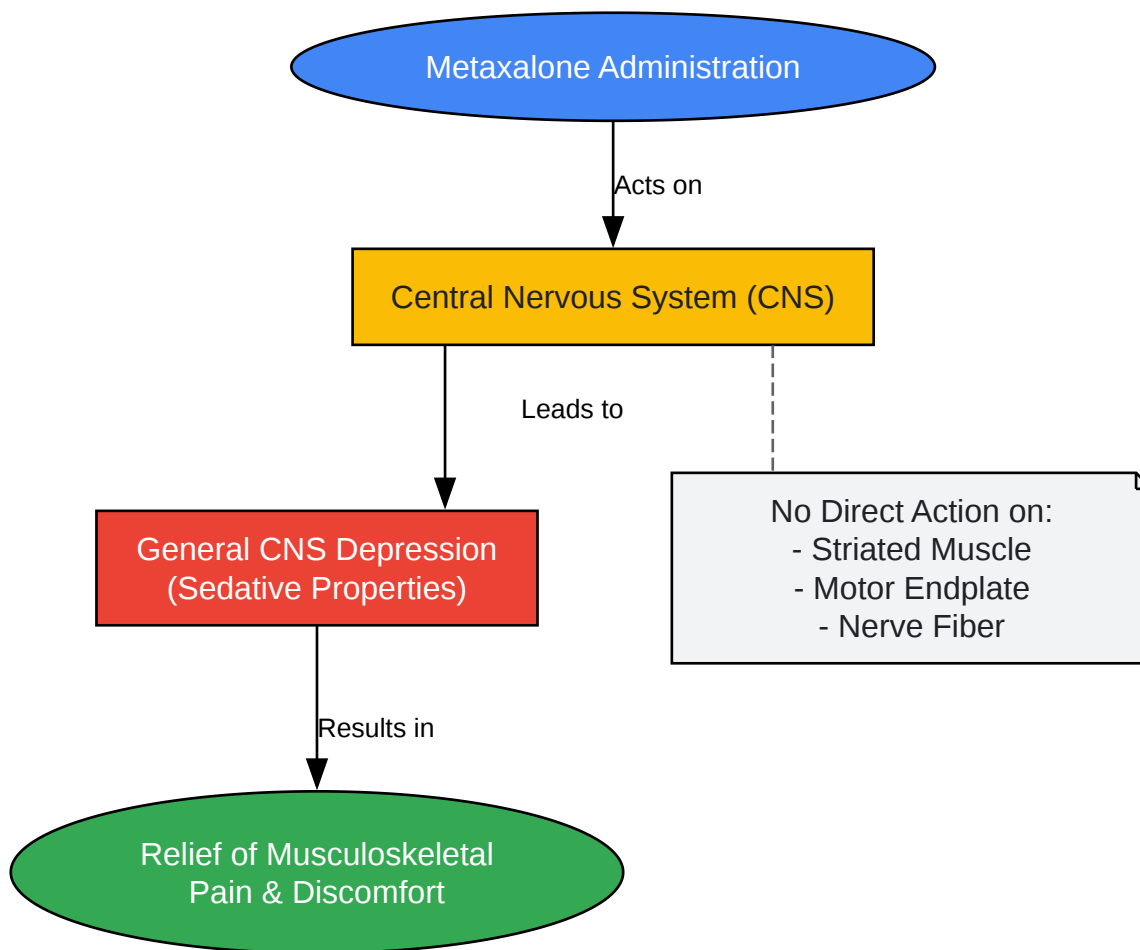 Metaxalone Administration
Acts on
Central Nervous System (CNS)
Leads to
No Direct Action on:
- Striated Muscle
- Motor Endplate
- Nerve Fiber
General CNS Depression
(Sedative Properties)
Results in
Relief of Musculoskeletal
Pain & Discomfort